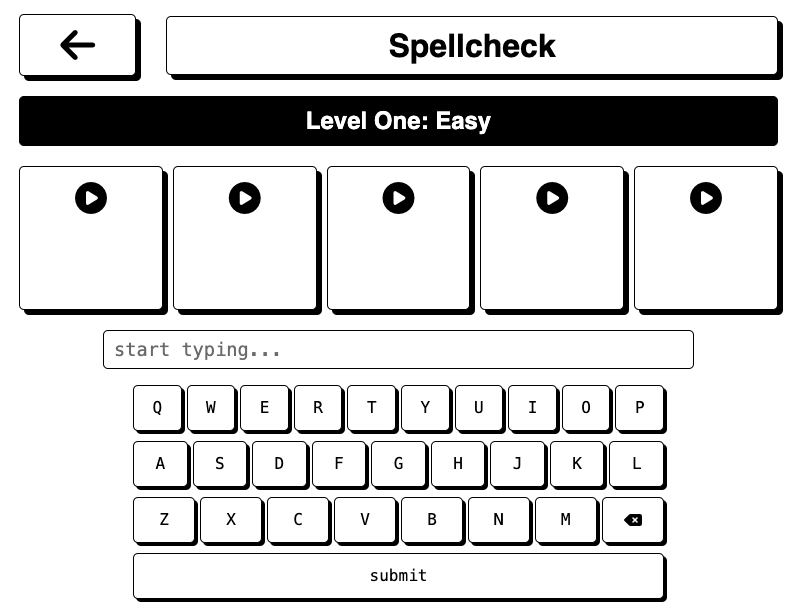 Spellcheck
Level One: Easy
start typing...
Q W E R T Y U I O P
A S D F G H J K L
Z X C V B N M
submit